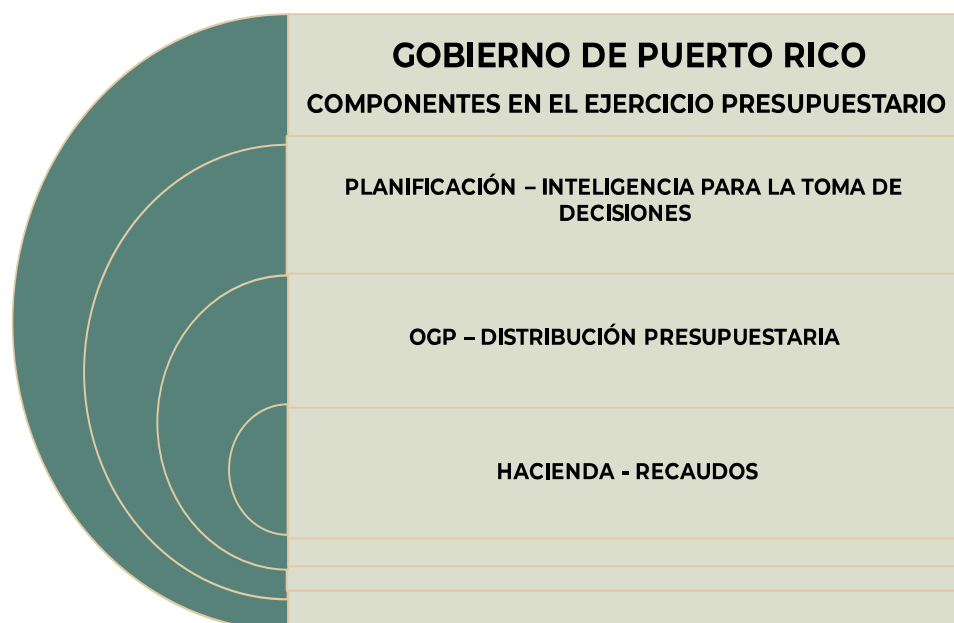 GOBIERNO DE PUERTO RICO
COMPONENTES EN EL EJERCICIO PRESUPUESTARIO
PLANIFICACIÓN – INTELIGENCIA PARA LA TOMA DE
DECISIONES
OGP – DISTRIBUCIÓN PRESUPUESTARIA
HACIENDA - RECAUDOS